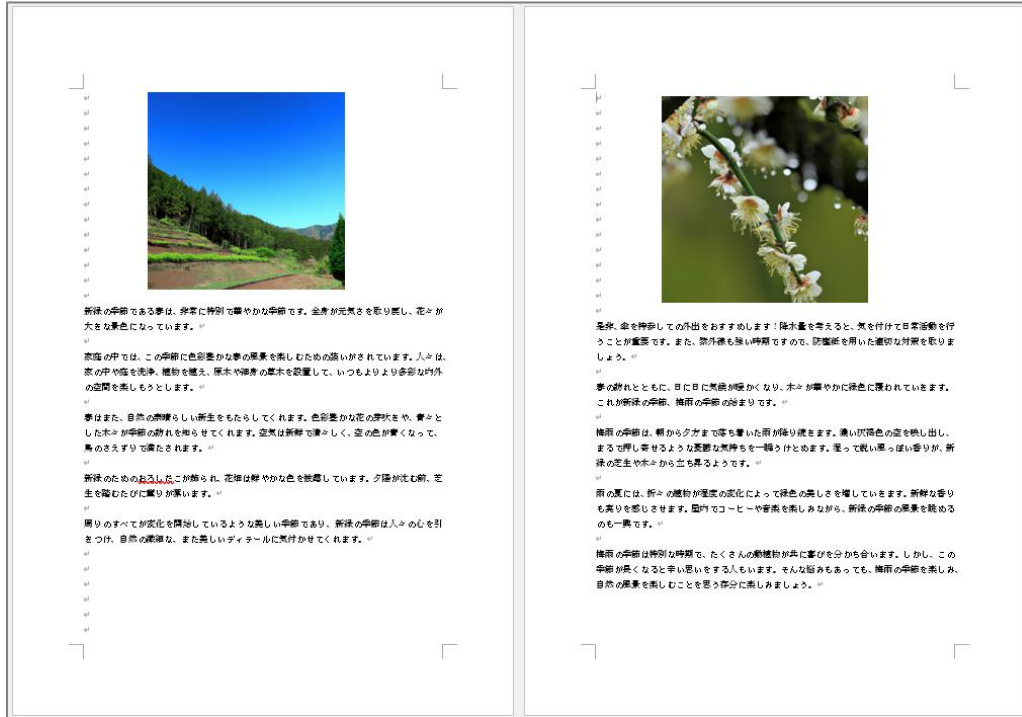 新緑の季節である春は、非常に特別で華やかな季節です。全身が元気さを取り戻し、花々が
大きな景色になっています。
家庭の中では、この季節に色彩豊かな春の風景を楽しむための装いがされています。人々は、
家の中や庭を洗浄、植物を植え、原木や細身の草木を設置して、いつもよりより多彩な内外
の空間を楽しもうとします。
春はまた、自然の素晴らしい新生をもたらしてくれます。色彩豊かな花の芽吹きや、青々と
した木々が季節の訪れを知らせてくれます。空気は新鮮で清々しく、空の色が青くなって、
鳥のさえずりで満たされます。
新緑のためのおろしたこが飾られ、花畑は鮮やかな色を披露しています。夕陽が沈む前、芝
生を踏むたびに薫りが漂います。
周りのすべてが変化を開始しているような美しい季節であり、新緑の季節は人々の心を引
きつけ、自然の繊細な、また美しいディテールに気付かせてくれます。
是非、傘を持参しての外出をおすすめします！降水量を考えると、気を付けて日常活動を行
うことが重要です。また、紫外線も強い時期ですので、防塵紙を用いた適切な対策を取りま
しょう。
春の訪れとともに、日に日に気候が暖かくなり、木々が華やかに緑色に覆われていきます。
これが新緑の季節、梅雨の季節の始まりです。
梅雨の季節は、朝から夕方まで落ち着いた雨が降り続きます。濃い灰褐色の空を映し出し、
まるで押し寄せるような憂鬱な気持ちを一瞬うけとめます。湿って鋭い風っぽい香りが、新
緑の芝生や木々から立ち昇るようです。
雨の夏には、折々の植物が湿度の変化によって緑色の美しさを増していきます。新鮮な香り
も実りを感じさせます。屋内でコーヒーや音楽を楽しみながら、新緑の季節の風景を眺める
のも一興です。
梅雨の季節は特別な時期で、たくさんの動植物が共に喜びを分かち合います。しかし、この
季節が長くなると辛い思いをする人もいます。そんな悩みもあっても、梅雨の季節を楽しみ、
自然の風景を楽しむことを思う存分に楽しみましょう。